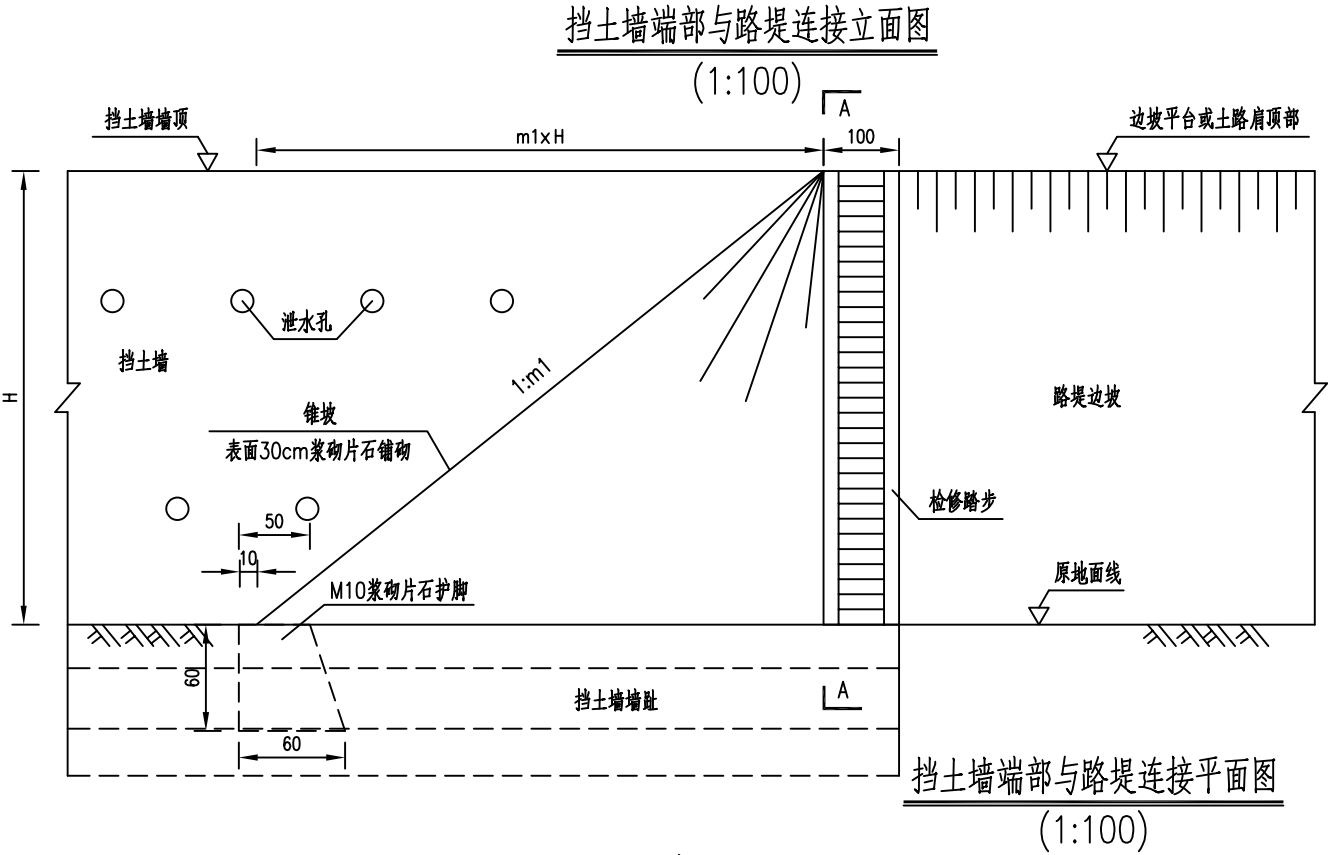 挡土墙端部与路堤连接立面图
(1:100)
A
挡土墙墙顶
m1xH
100
边坡平台或土路肩顶部
泄水孔
挡土墙
1:m1
H
锥坡
表面30cm浆砌片石铺砌
路堤边坡
检修踏步
50
10
M10浆砌片石护脚
原地面线
60
挡土墙墙趾
A
60
挡土墙端部与路堤连接平面图
(1:100)